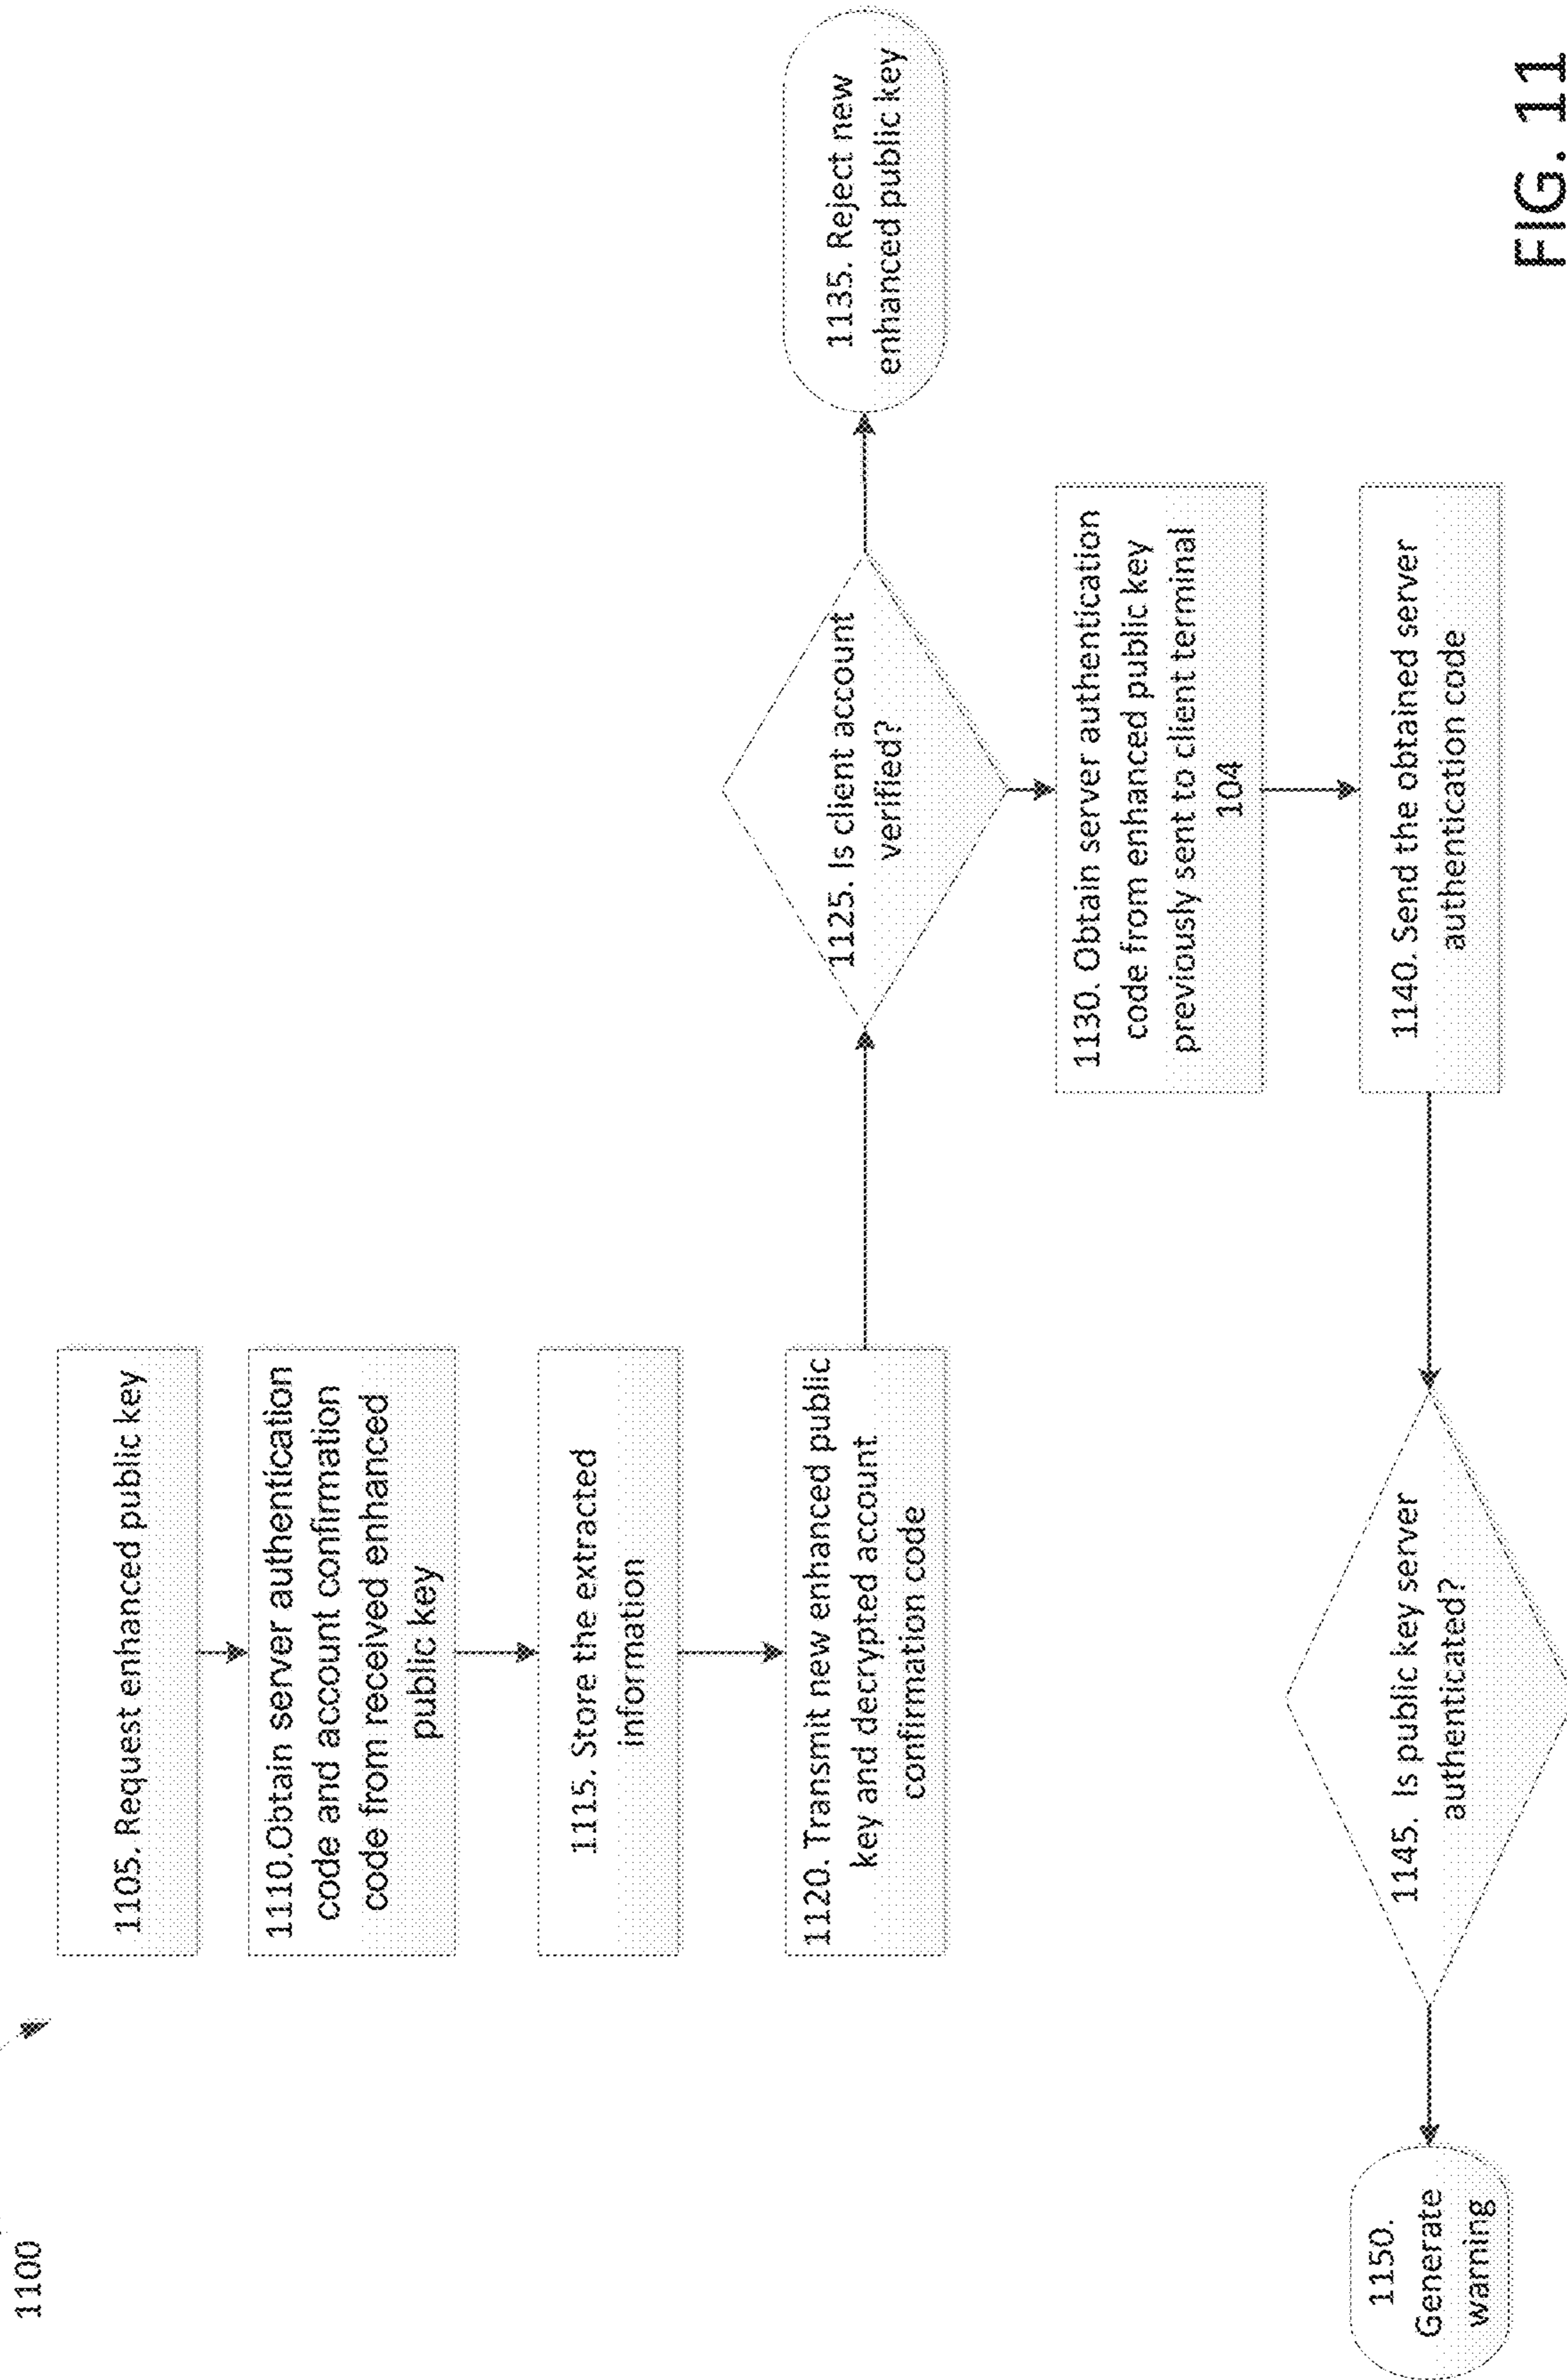 1100
1105. Request enhanced public key
1110.Obtain server authentication
code and account confirmation
code from received enhanced
public key
1115. Store the extracted
information
1120. Transmit new enhanced public
key and decrypted account
confirmation code
1125. Is client account
verified?
1135. Reject new
enhanced public key
1130. Obtain server authentication
code from enhanced public key
previously sent to client terminal
104
1140. Send the obtained server
authentication code
1145. Is public key server
authenticated?
1150.
Generate
warning
FIG. 11